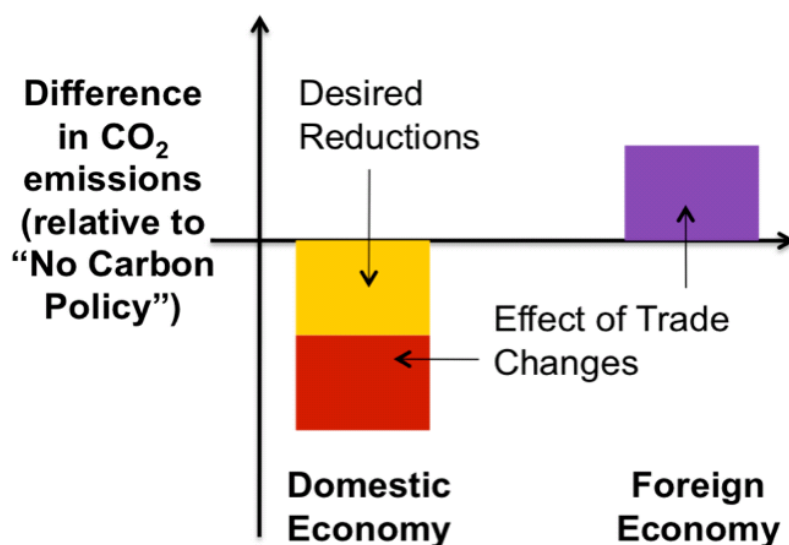 Difference
in CO₂
emissions
(relative to
“No Carbon
Policy”)
Desired
Reductions
Effect of Trade
Changes
Domestic
Economy
Foreign
Economy